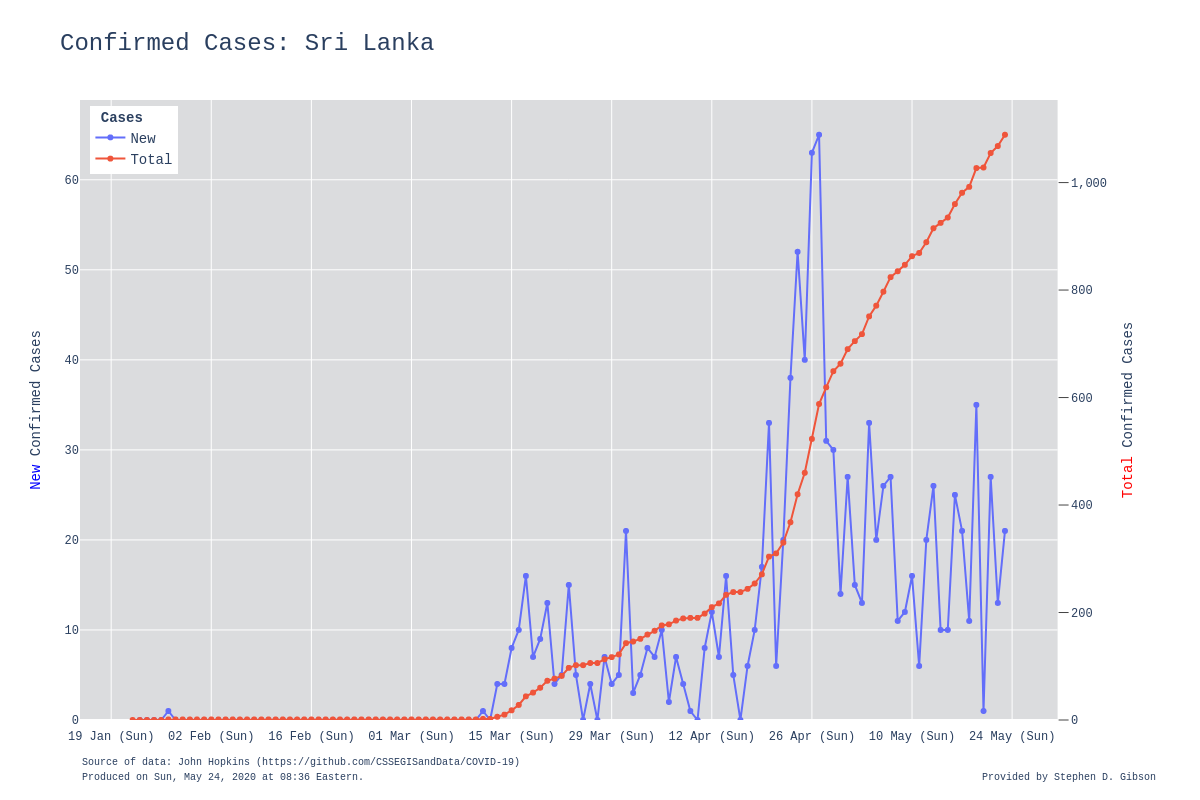 Confirmed Cases: Sri Lanka
Cases
New
Total
60
50
40
30
20
10
0
New Confirmed Cases
1,000
800
600
400
200
0
Total Confirmed Cases
19 Jan (Sun) 02 Feb (Sun) 16 Feb (Sun) 01 Mar (Sun) 15 Mar (Sun) 29 Mar (Sun) 12 Apr (Sun) 26 Apr (Sun) 10 May (Sun) 24 May (Sun)
Source of data: John Hopkins (https://github.com/CSSEGISandData/COVID-19)
Produced on Sun, May 24, 2020 at 08:36 Eastern.
Provided by Stephen D. Gibson